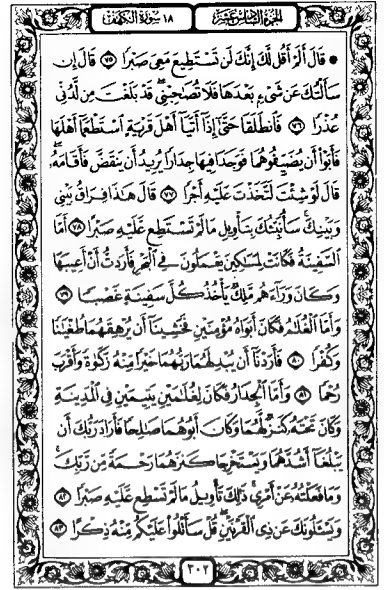 الجزء السادس عشر ١٨ سورة الكهف
• قَالَ أَلَمْ أَقُل لَّكَ إِنَّكَ لَن تَسْتَطِيعَ مَعِيَ صَبْرًا ٧٥ قَالَ إِن
سَأَلْتُكَ عَن شَيْءٍ بَعْدَهَا فَلَا تُصَاحِبْنِي ۖ قَدْ بَلَغْتَ مِن لَّدُنِّي
عُذْرًا ٧٦ فَانطَلَقَا حَتَّىٰ إِذَا أَتَيَا أَهْلَ قَرْيَةٍ اسْتَطْعَمَا أَهْلَهَا
فَأَبَوْا أَن يُضَيِّفُوهُمَا فَوَجَدَا فِيهَا جِدَارًا يُرِيدُ أَن يَنقَضَّ فَأَقَامَهُ ۖ
قَالَ لَوْ شِئْتَ لَتَّخَذْتَ عَلَيْهِ أَجْرًا ٧٧ قَالَ هَٰذَا فِرَاقُ بَيْنِي
وَبَيْنِكَ ۚ سَأُنَبِّئُكَ بِتَأْوِيلِ مَا لَمْ تَسْتَطِع عَّلَيْهِ صَبْرًا ٧٨ أَمَّا
السَّفِينَةُ فَكَانَتْ لِمَسَاكِينَ يَعْمَلُونَ فِي الْبَحْرِ فَأَرَدتُّ أَنْ أَعِيبَهَا
وَكَانَ وَرَاءَهُم مَّلِكٌ يَأْخُذُ كُلَّ سَفِينَةٍ غَصْبًا ٧٩
وَأَمَّا الْغُلَامُ فَكَانَ أَبَوَاهُ مُؤْمِنَيْنِ فَخَشِينَا أَن يُرْهِقَهُمَا طُغْيَانًا
وَكُفْرًا ٨٠ فَأَرَدْنَا أَن يُبْدِلَهُمَا رَبُّهُمَا خَيْرًا مِّنْهُ زَكَوٰةً وَأَقْرَبَ
رُحْمًا ٨١ وَأَمَّا الْجِدَارُ فَكَانَ لِغُلَامَيْنِ يَتِيمَيْنِ فِي الْمَدِينَةِ
وَكَانَ تَحْتَهُ كَنزٌ لَّهُمَا وَكَانَ أَبُوهُمَا صَالِحًا فَأَرَادَ رَبُّكَ أَن
يَبْلُغَا أَشُدَّهُمَا وَيَسْتَخْرِجَا كَنزَهُمَا رَحْمَةً مِّن رَّبِّكَ ۚ
وَمَا فَعَلْتُهُ عَنْ أَمْرِي ۚ ذَٰلِكَ تَأْوِيلُ مَا لَمْ تَسْطِع عَّلَيْهِ صَبْرًا ٨٢
وَيَسْأَلُونَكَ عَن ذِي الْقَرْنَيْنِ ۖ قُلْ سَأَتْلُو عَلَيْكُم مِّنْهُ ذِكْرًا ٨٣
٣٠٢